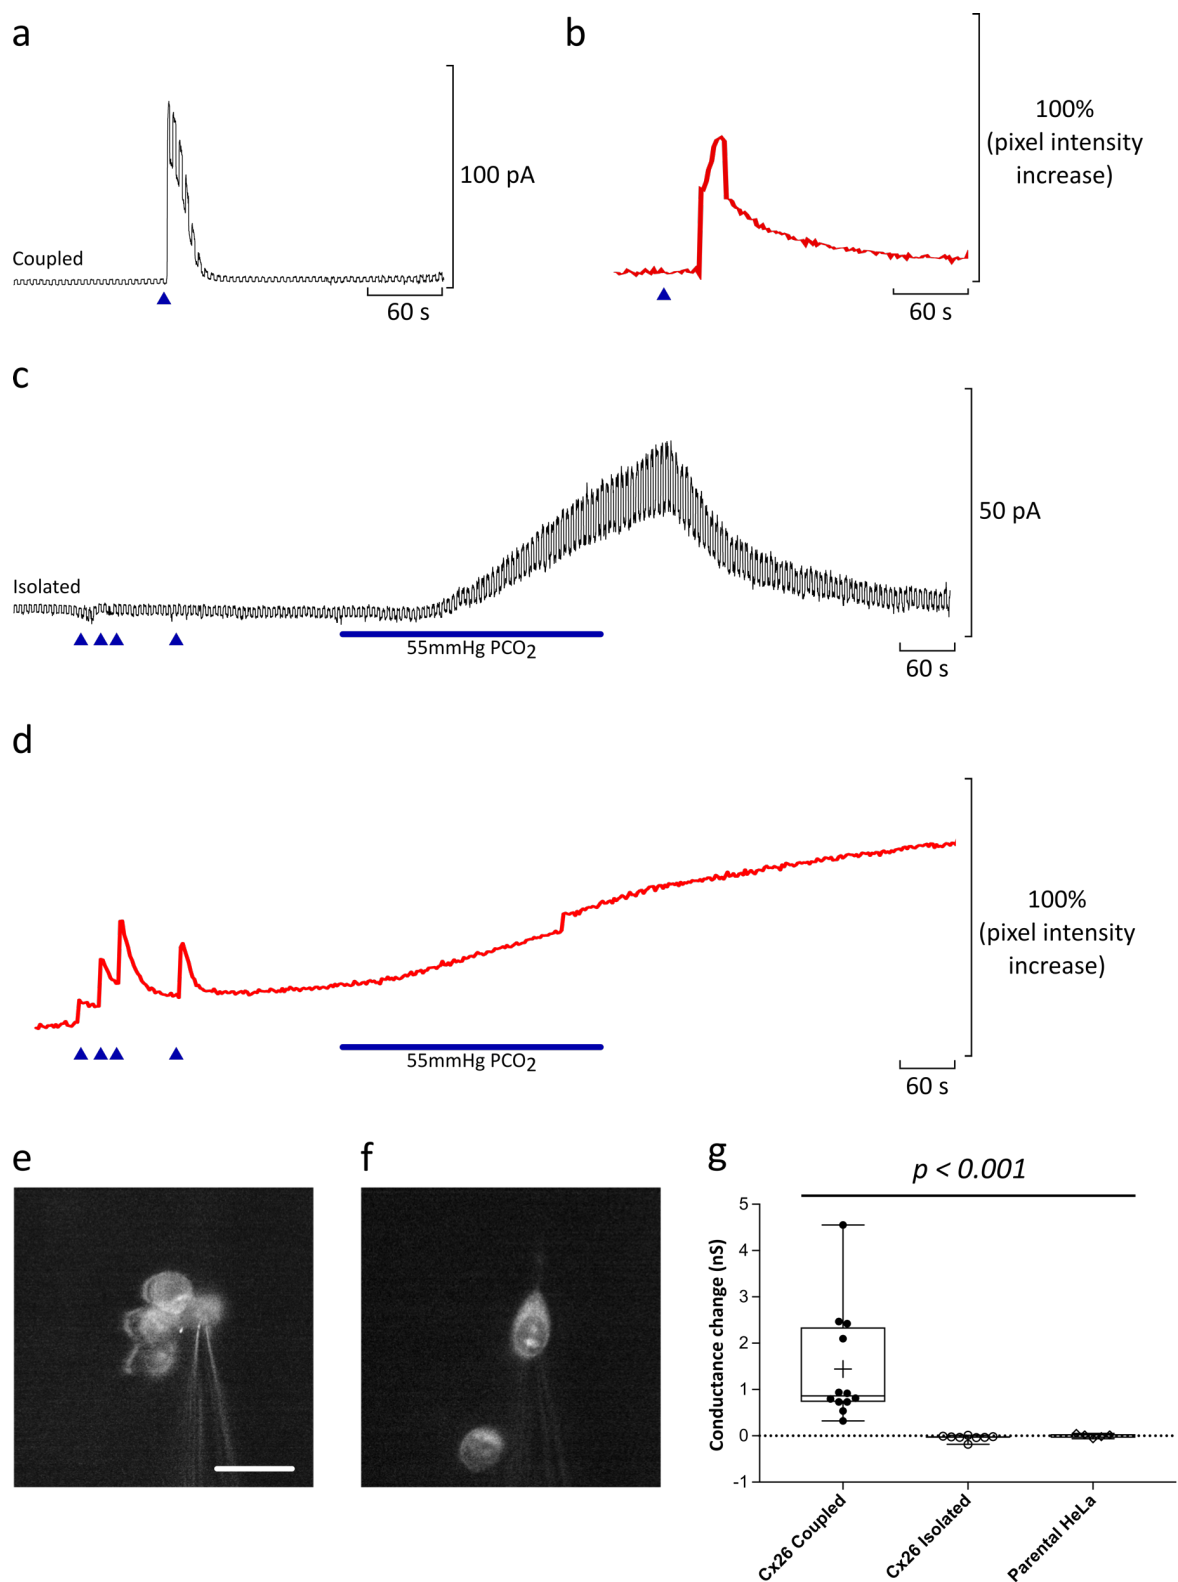 a
b
100%
(pixel intensity
increase)
100 pA
Coupled
60 s
60 s
c
50 pA
Isolated
55mmHg PCO2
60 s
d
100%
(pixel intensity
increase)
55mmHg PCO2
60 s
e
f
g
p < 0.001
5
4
3
2
1
0
-1
Conductance change (nS)
Cx26 Coupled
Cx26 Isolated
Parental HeLa